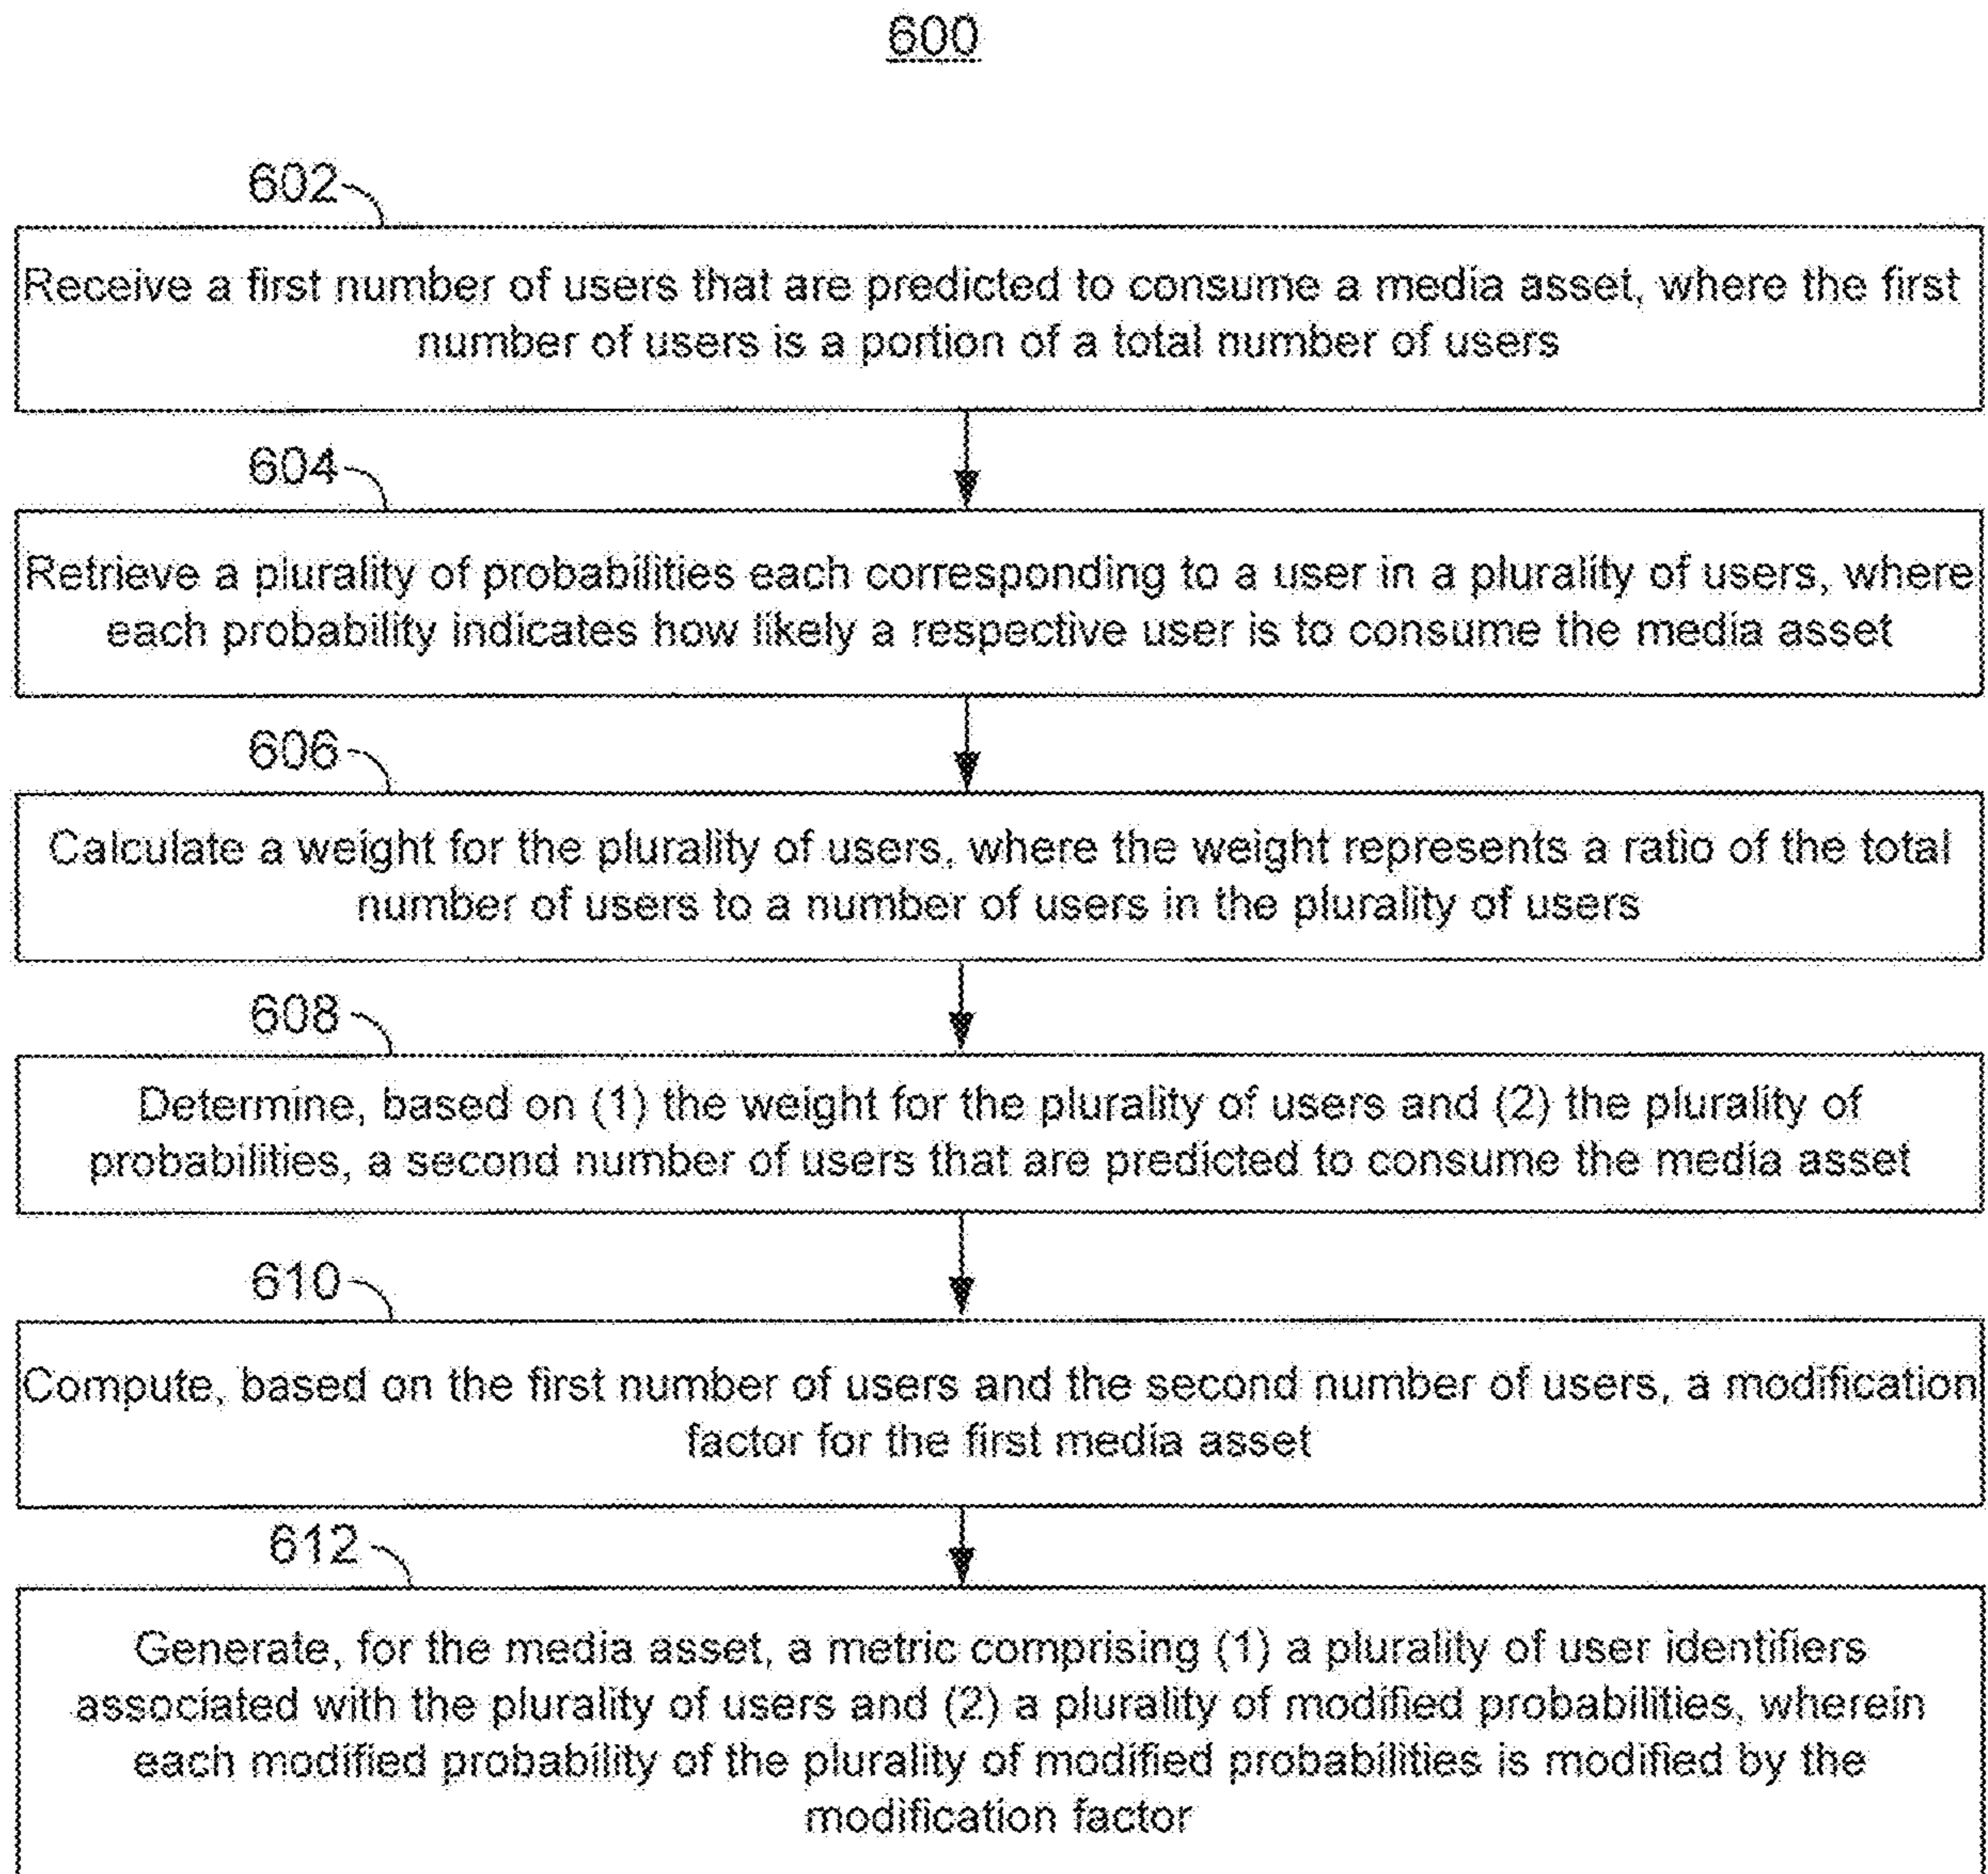 600
602
Receive a first number of users that are predicted to consume a media asset, where the first
number of users is a portion of a total number of users
604
Retrieve a plurality of probabilities each corresponding to a user in a plurality of users, where
each probability indicates how likely a respective user is to consume the media asset
606
Calculate a weight for the plurality of users, where the weight represents a ratio of the total
number of users to a number of users in the plurality of users
608
Determine, based on (1) the weight for the plurality of users and (2) the plurality of
probabilities, a second number of users that are predicted to consume the media asset
610
Compute, based on the first number of users and the second number of users, a modification
factor for the first media asset
612
Generate, for the media asset, a metric comprising (1) a plurality of user identifiers
associated with the plurality of users and (2) a plurality of modified probabilities, wherein
each modified probability of the plurality of modified probabilities is modified by the
modification factor